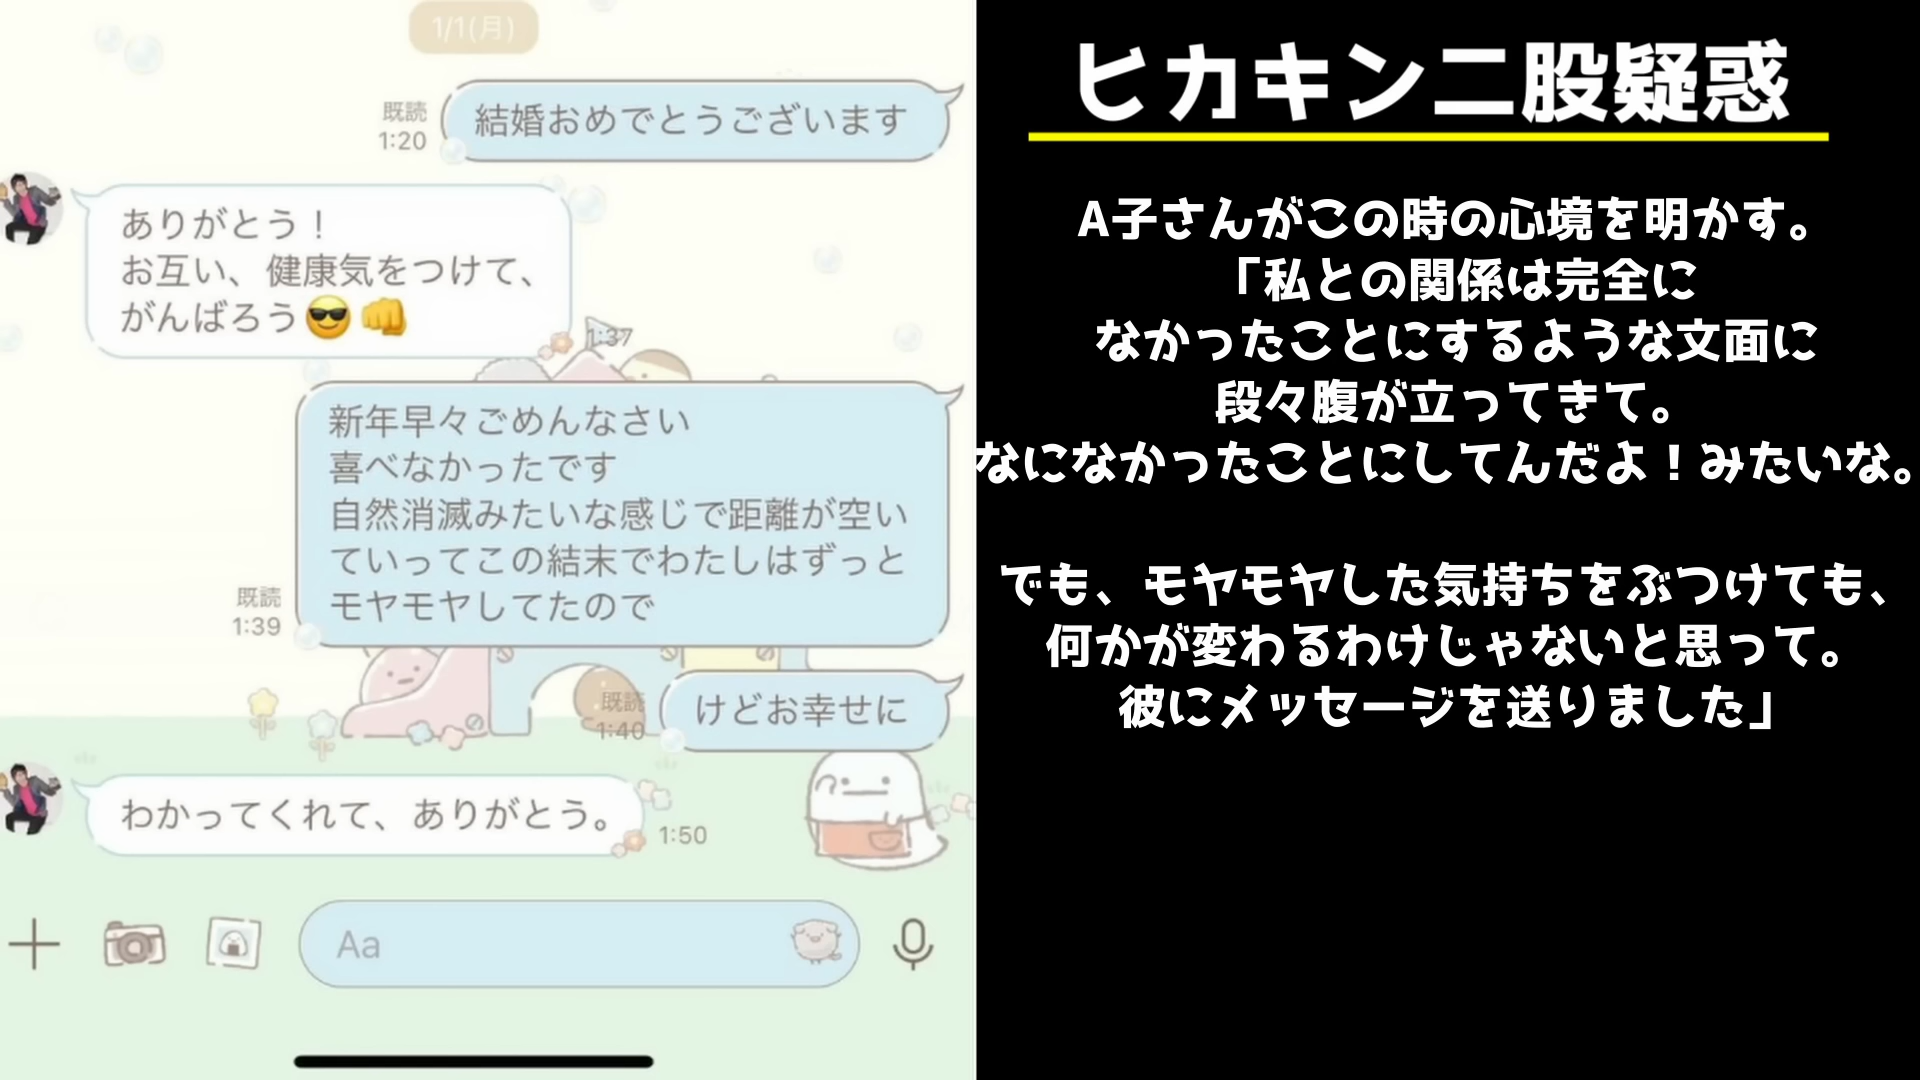 1/1(月)
既読
1:20
結婚おめでとうございます
ありがとう！
お互い、健康気をつけて、
がんばろう😎👊
1:37
新年早々ごめんなさい
喜べなかったです
自然消滅みたいな感じで距離が空い
ていってこの結末でわたしはずっと
モヤモヤしてたので
既読
1:39
けどお幸せに
既読
1:40
わかってくれて、ありがとう。
1:50
Aa
ヒカキン二股疑惑
A子さんがこの時の心境を明かす。
「私との関係は完全に
なかったことにするような文面に
段々腹が立ってきて。
なになかったことにしてんだよ！みたいな。
でも、モヤモヤした気持ちをぶつけても、
何かが変わるわけじゃないと思って。
彼にメッセージを送りました」